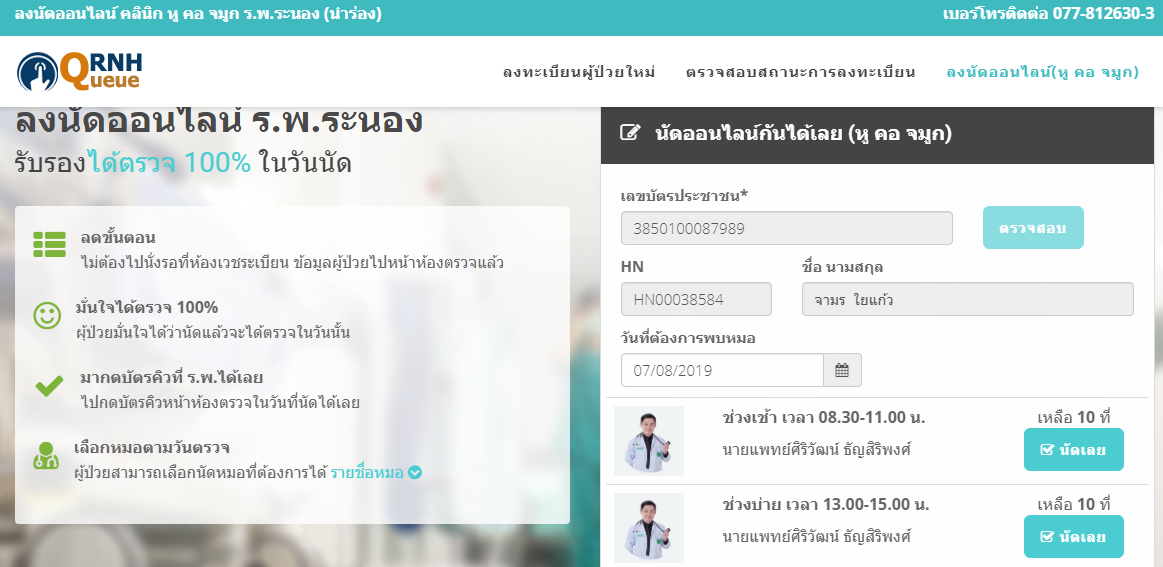 ลงนัดออนไลน์ คลินิก หู คอ จมูก ร.พ.ระนอง (นำร่อง)
เบอร์โทรติดต่อ 077-812630-3
QRNH Queue
ลงทะเบียนผู้ป่วยใหม่
ตรวจสอบสถานะการลงทะเบียน
ลงนัดออนไลน์(หู คอ จมูก)
ลงนัดออนไลน์ ร.พ.ระนอง
รับรองได้ตรวจ 100% ในวันนัด
ลดขั้นตอน
ไม่ต้องไปนั่งรอที่ห้องเวชระเบียน ข้อมูลผู้ป่วยไปหน้าห้องตรวจแล้ว
มั่นใจได้ตรวจ 100%
ผุ้ป่วยมั่นใจได้ว่านัดแล้วจะได้ตรวจในวันนั้น
มากดบัตรคิวที่ ร.พ.ได้เลย
ไปกดบัตรคิวหน้าห้องตรวจในวันที่นัดได้เลย
เลือกหมอตามวันตรวจ
ผู้ป่วยสามารถเลือกนัดหมอที่ต้องการได้ รายชื่อหมอ
นัดออนไลน์กันได้เลย (หู คอ จมูก)
เลขบัตรประชาชน*
3850100087989
ตรวจสอบ
HN
ชื่อ นามสกุล
HN00038584
จามร ใยแก้ว
วันที่ต้องการพบหมอ
07/08/2019
ช่วงเช้า เวลา 08.30-11.00 น.
เหลือ 10 ที่
นายแพทย์ศิริวัฒน์ ธัญสิริพงศ์
นัดเลย
ช่วงบ่าย เวลา 13.00-15.00 น.
เหลือ 10 ที่
นายแพทย์ศิริวัฒน์ ธัญสิริพงศ์
นัดเลย